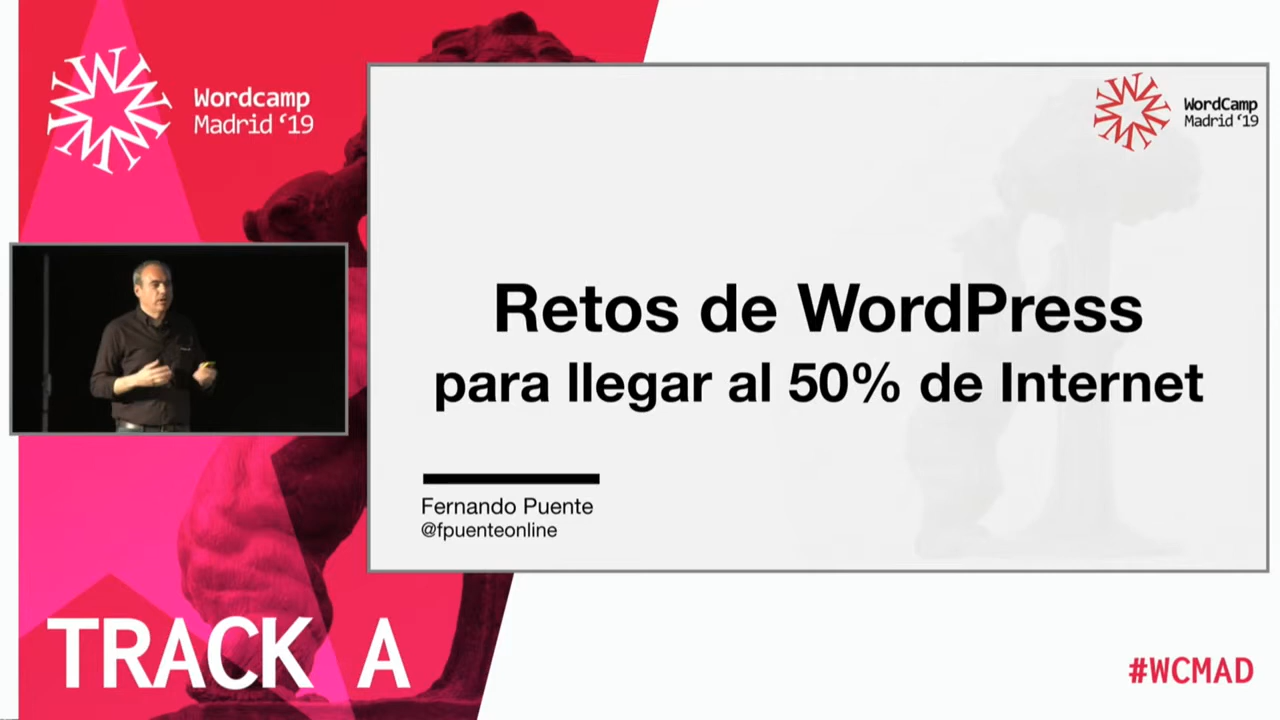 Wordcamp
Madrid ‘19
WordCamp
Madrid ‘19
Retos de WordPress
para llegar al 50% de Internet
Fernando Puente
@fpuenteonline
TRACK A
#WCMAD